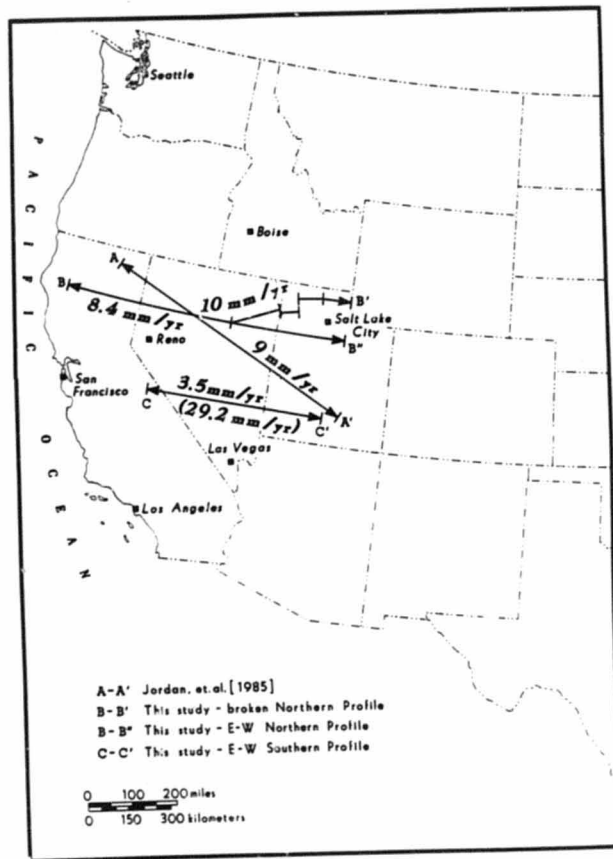 Seattle
PACIFIC OCEAN
Boise
A
B
10 mm/yr
B'
8.4 mm/yr
Salt Lake
City
Reno
B"
9 mm/yr
San
Francisco
3.5 mm/yr
C
(29.2 mm/yr)
C'
A'
Las Vegas
Los Angeles
A-A' Jordan, et.al. [1985]
B-B' This study - broken Northern Profile
B-B" This study - E-W Northern Profile
C-C' This study - E-W Southern Profile
0 100 200 miles
0 150 300 kilometers